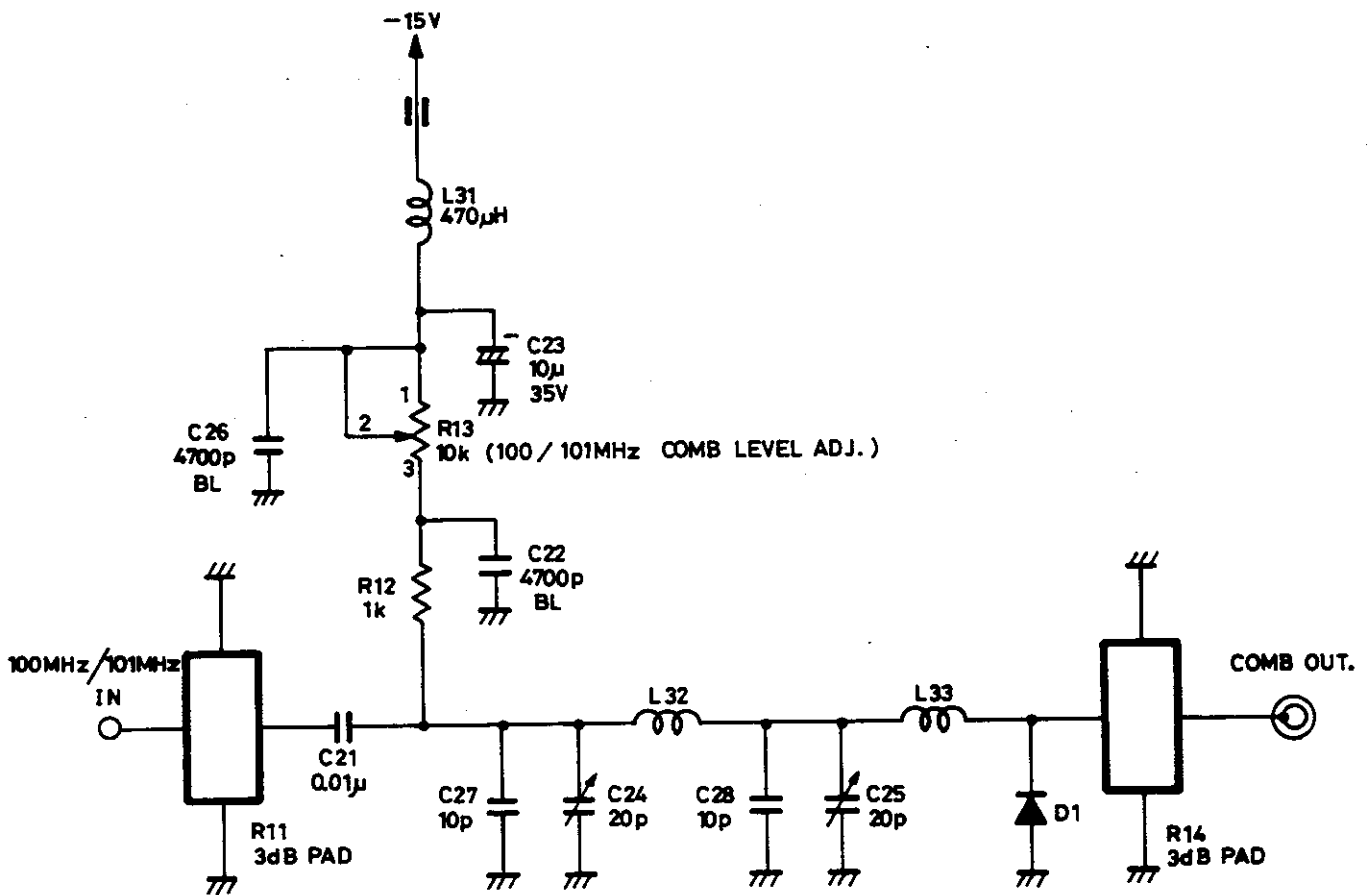 -15V
L31
470µH
C23
10µ
35V
1
2
R13
10k (100/101MHz COMB LEVEL ADJ.)
3
C26
4700p
BL
C22
4700p
BL
R12
1k
100MHz/101MHz
IN
COMB OUT.
L32
L33
C21
0.01µ
C27
10p
C24
20p
C28
10p
C25
20p
D1
R11
3dB PAD
R14
3dB PAD